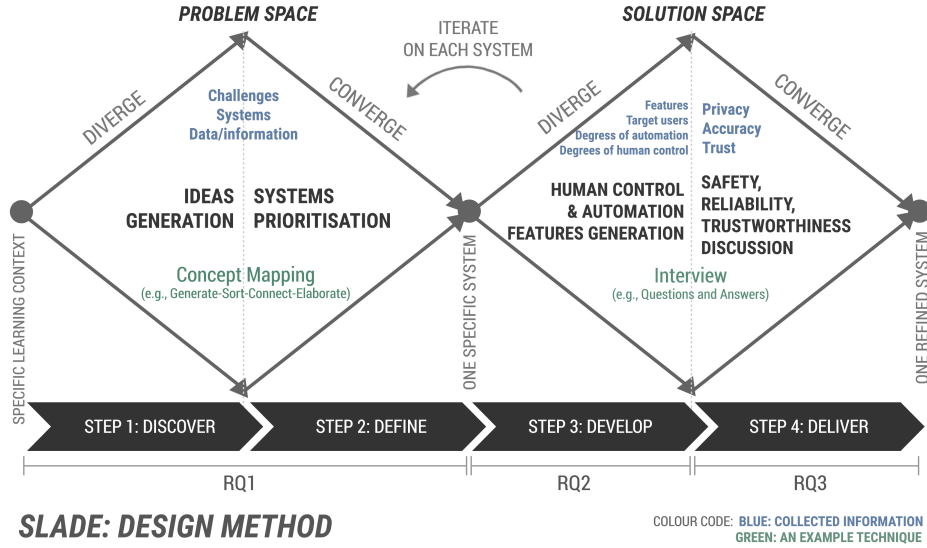 PROBLEM SPACE
SOLUTION SPACE
ITERATE
ON EACH SYSTEM
DIVERGE
CONVERGE
DIVERGE
CONVERGE
Challenges
Systems
Data/information
Features
Target users
Degress of automation
Degrees of human control
Privacy
Accuracy
Trust
IDEAS
GENERATION
SYSTEMS
PRIORITISATION
HUMAN CONTROL
& AUTOMATION
FEATURES GENERATION
SAFETY,
RELIABILITY,
TRUSTWORTHINESS
DISCUSSION
Concept Mapping
(e.g., Generate-Sort-Connect-Elaborate)
Interview
(e.g., Questions and Answers)
SPECIFIC LEARNING CONTEXT
ONE SPECIFIC SYSTEM
ONE REFINED SYSTEM
STEP 1: DISCOVER
STEP 2: DEFINE
STEP 3: DEVELOP
STEP 4: DELIVER
RQ1
RQ2
RQ3
SLADE: DESIGN METHOD
COLOUR CODE: BLUE: COLLECTED INFORMATION
GREEN: AN EXAMPLE TECHNIQUE